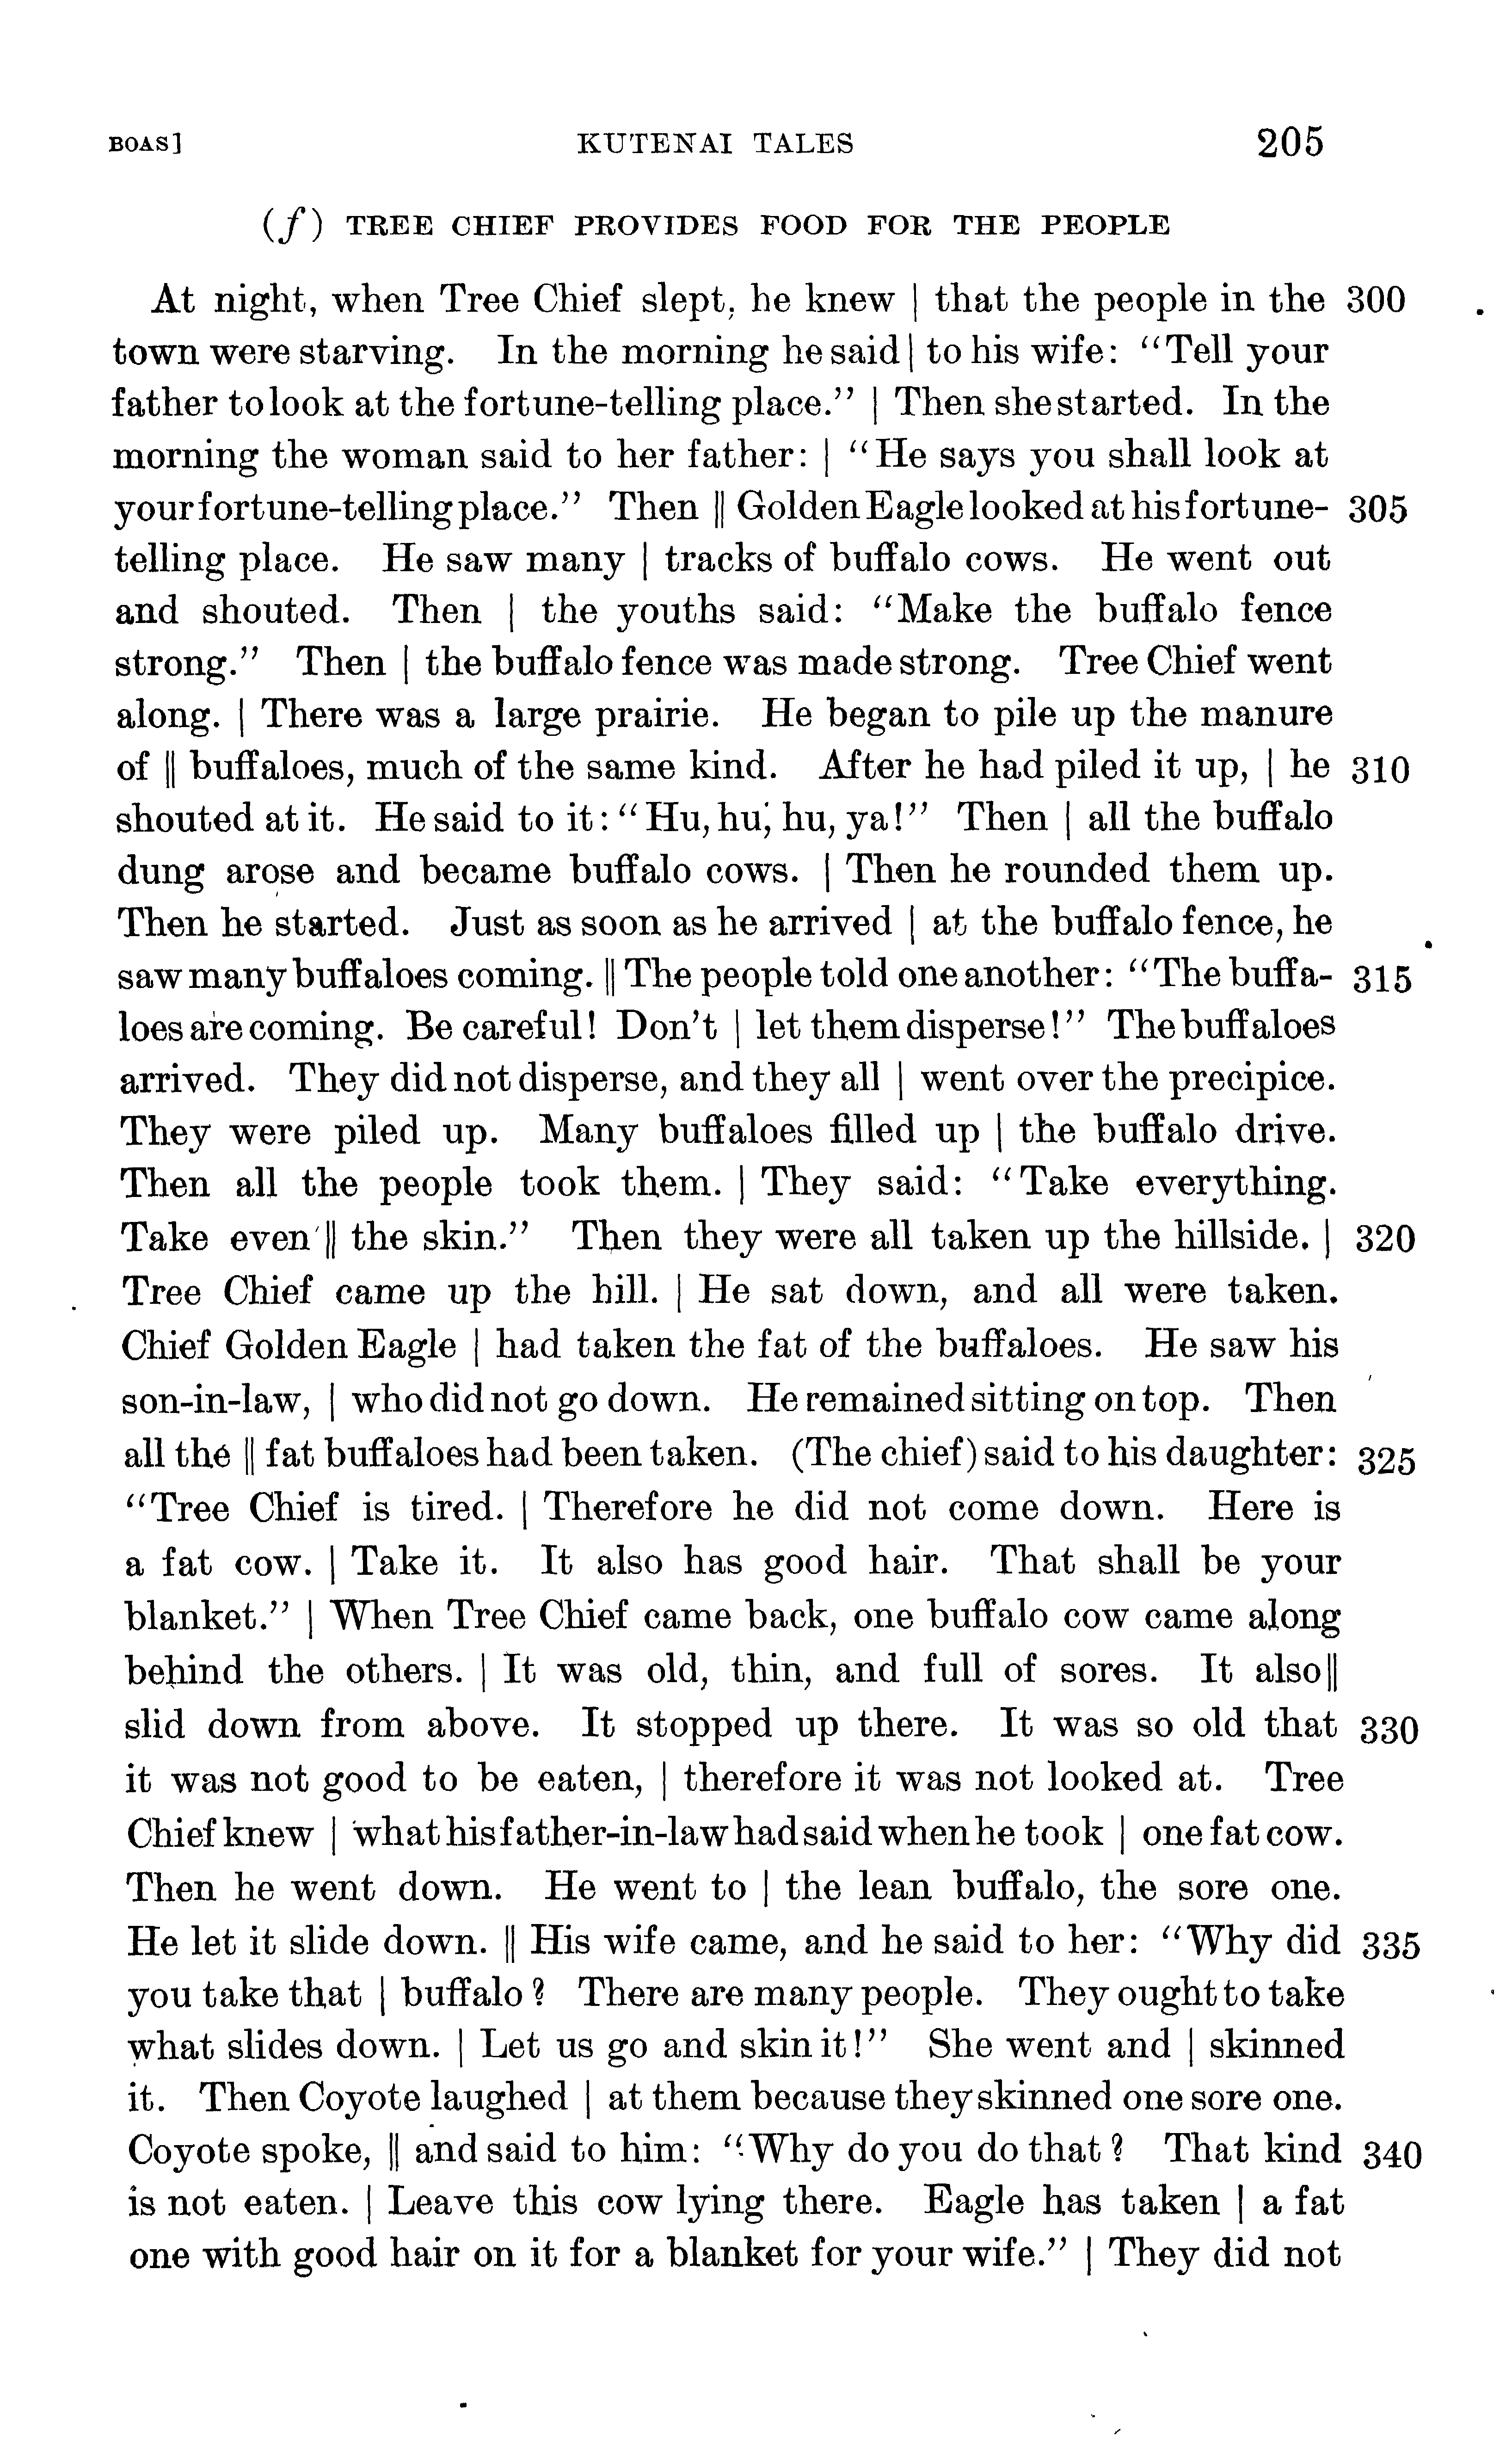 BOAS] KUTENAI TALES 205
(f) TREE CHIEF PROVIDES FOOD FOR THE PEOPLE
At night, when Tree Chief slept, he knew | that the people in the 300
town were starving. In the morning he said | to his wife: “Tell your
father to look at the fortune-telling place.” | Then she started. In the
morning the woman said to her father: | “He says you shall look at
your fortune-telling place.” Then || Golden Eagle looked at his fortune- 305
telling place. He saw many | tracks of buffalo cows. He went out
and shouted. Then | the youths said: “Make the buffalo fence
strong.” Then | the buffalo fence was made strong. Tree Chief went
along. | There was a large prairie. He began to pile up the manure
of || buffaloes, much of the same kind. After he had piled it up, | he 310
shouted at it. He said to it: “Hu, hu, hu, ya!” Then | all the buffalo
dung arose and became buffalo cows. | Then he rounded them up.
Then he started. Just as soon as he arrived | at the buffalo fence, he
saw many buffaloes coming. || The people told one another: “The buffa- 315
loes are coming. Be careful! Don’t | let them disperse!” The buffaloes
arrived. They did not disperse, and they all | went over the precipice.
They were piled up. Many buffaloes filled up | the buffalo drive.
Then all the people took them. | They said: “Take everything.
Take even || the skin.” Then they were all taken up the hillside. | 320
Tree Chief came up the hill. | He sat down, and all were taken.
Chief Golden Eagle | had taken the fat of the buffaloes. He saw his
son-in-law, | who did not go down. He remained sitting on top. Then
all the || fat buffaloes had been taken. (The chief) said to his daughter: 325
“Tree Chief is tired. | Therefore he did not come down. Here is
a fat cow. | Take it. It also has good hair. That shall be your
blanket.” | When Tree Chief came back, one buffalo cow came along
behind the others. | It was old, thin, and full of sores. It also ||
slid down from above. It stopped up there. It was so old that 330
it was not good to be eaten, | therefore it was not looked at. Tree
Chief knew | what his father-in-law had said when he took | one fat cow.
Then he went down. He went to | the lean buffalo, the sore one.
He let it slide down. || His wife came, and he said to her: “Why did 335
you take that | buffalo? There are many people. They ought to take
what slides down. | Let us go and skin it!” She went and | skinned
it. Then Coyote laughed | at them because they skinned one sore one.
Coyote spoke, || and said to him: “Why do you do that? That kind 340
is not eaten. | Leave this cow lying there. Eagle has taken | a fat
one with good hair on it for a blanket for your wife.” | They did not